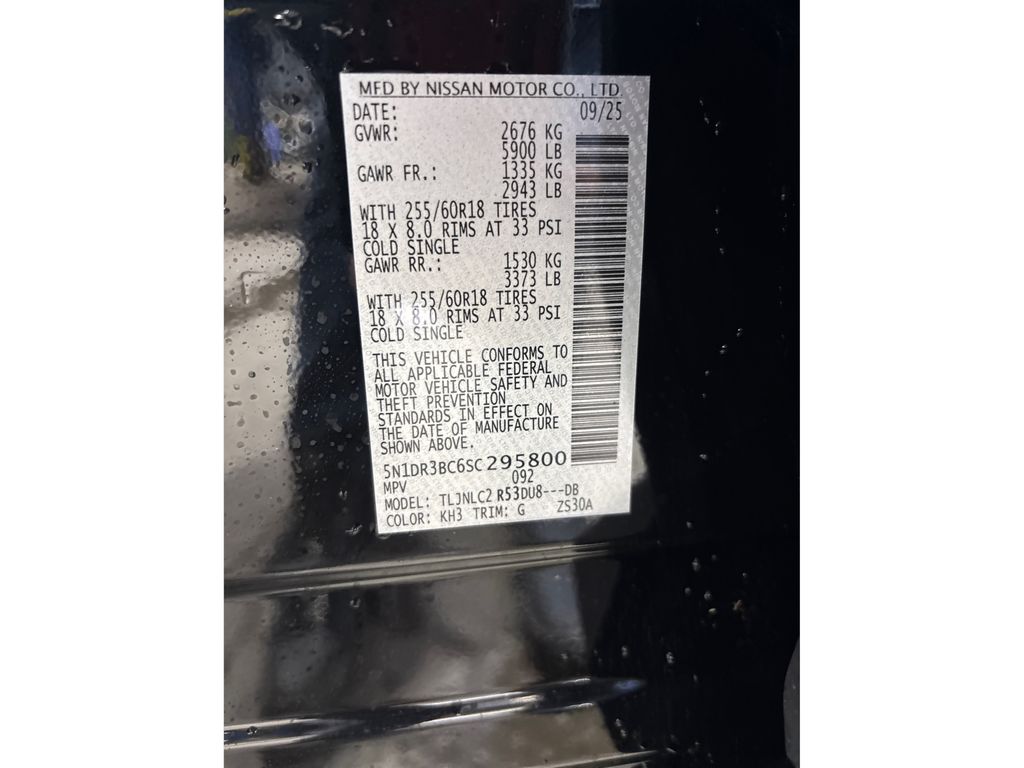 MFD BY NISSAN MOTOR CO., LTD.
DATE: 09/25
GVWR: 2676 KG
5900 LB
GAWR FR.: 1335 KG
2943 LB
WITH 255/60R18 TIRES
18 X 8.0 RIMS AT 33 PSI
COLD SINGLE
GAWR RR.: 1530 KG
3373 LB
WITH 255/60R18 TIRES
18 X 8.0 RIMS AT 33 PSI
COLD SINGLE
THIS VEHICLE CONFORMS TO
ALL APPLICABLE FEDERAL
MOTOR VEHICLE SAFETY AND
THEFT PREVENTION
STANDARDS IN EFFECT ON
THE DATE OF MANUFACTURE
SHOWN ABOVE.
5N1DR3BC6SC295800
MPV 092
MODEL: TLJNLC2 R53DU8---DB
COLOR: KH3 TRIM: G ZS30A